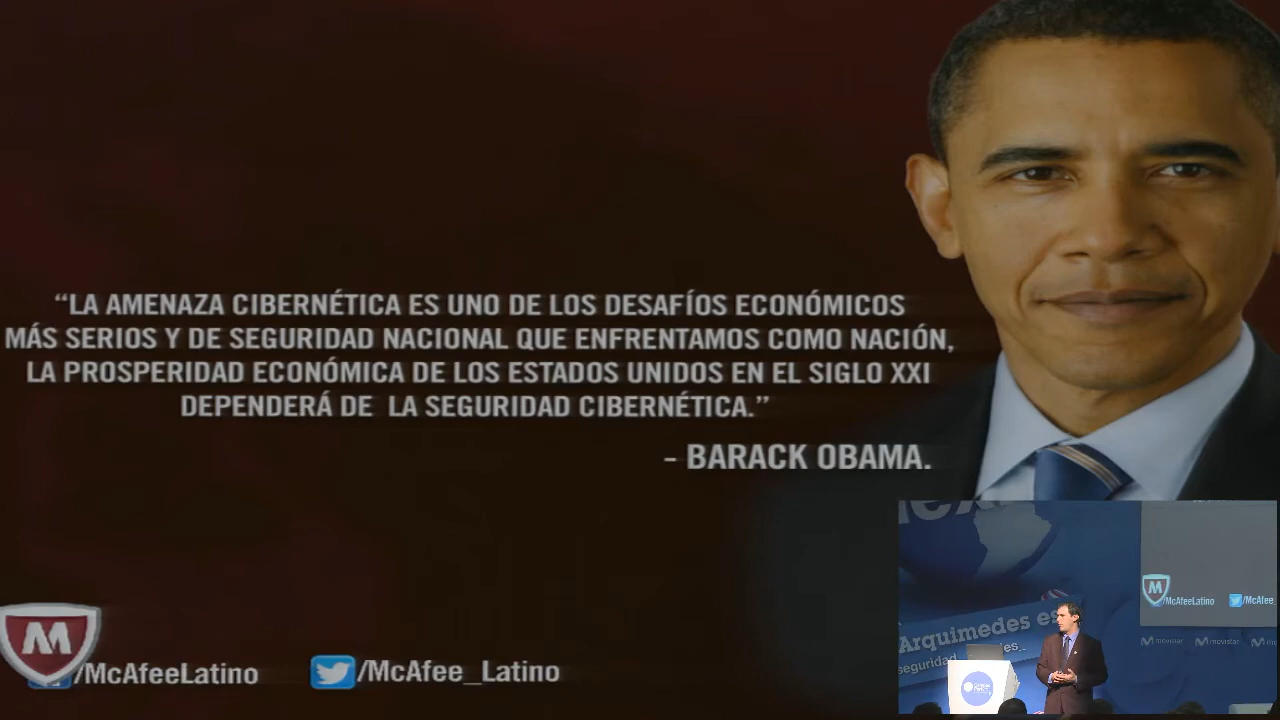 “LA AMENAZA CIBERNÉTICA ES UNO DE LOS DESAFÍOS ECONÓMICOS
MÁS SERIOS Y DE SEGURIDAD NACIONAL QUE ENFRENTAMOS COMO NACIÓN,
LA PROSPERIDAD ECONÓMICA DE LOS ESTADOS UNIDOS EN EL SIGLO XXI
DEPENDERÁ DE LA SEGURIDAD CIBERNÉTICA.”
- BARACK OBAMA.
/McAfeeLatino
/McAfee_Latino
Arquimedes es
seguridad
/McAfeeLatino
/McAfee
movistar
movistar